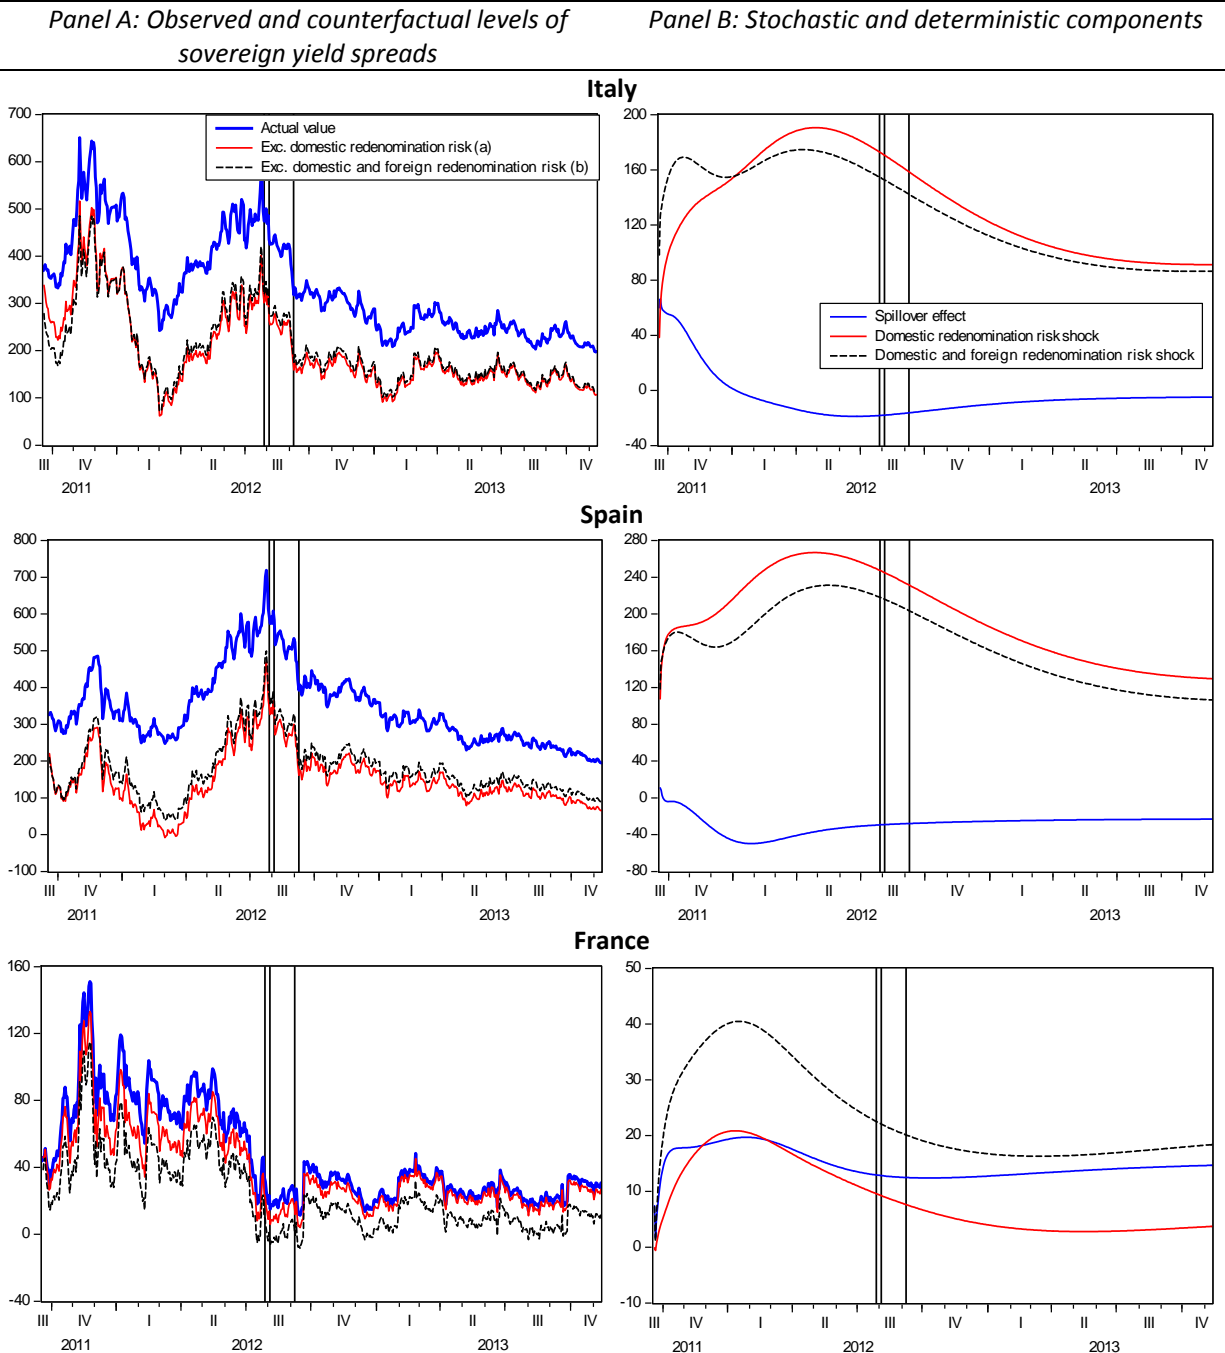 Panel A: Observed and counterfactual levels of
sovereign yield spreads
Panel B: Stochastic and deterministic components
Italy
700
600
500
400
300
200
100
0
Actual value
Exc. domestic redenomination risk (a)
Exc. domestic and foreign redenomination risk (b)
III IV I II III IV I II III IV
2011 2012 2013
200
160
120
80
40
0
-40
Spillover effect
Domestic redenomination risk shock
Domestic and foreign redenomination risk shock
III IV I II III IV I II III IV
2011 2012 2013
Spain
800
700
600
500
400
300
200
100
0
-100
III IV I II III IV I II III IV
2011 2012 2013
280
240
200
160
120
80
40
0
-40
-80
III IV I II III IV I II III IV
2011 2012 2013
France
160
120
80
40
0
-40
III IV I II III IV I II III IV
2011 2012 2013
50
40
30
20
10
0
-10
III IV I II III IV I II III IV
2011 2012 2013